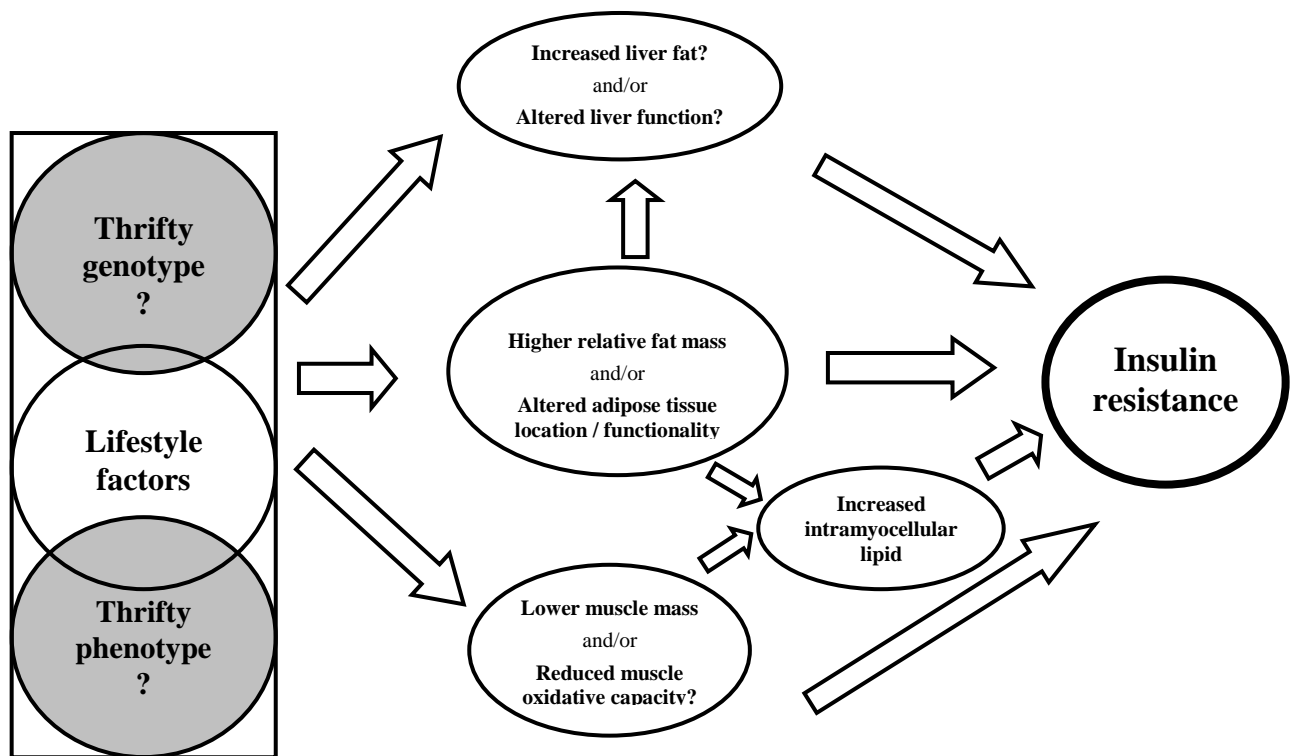 Increased liver fat?
and/or
Altered liver function?
Thrifty
genotype
?
Lifestyle
factors
Thrifty
phenotype
?
Higher relative fat mass
and/or
Altered adipose tissue
location / functionality
Increased
intramyocellular
lipid
Lower muscle mass
and/or
Reduced muscle
oxidative capacity?
Insulin
resistance